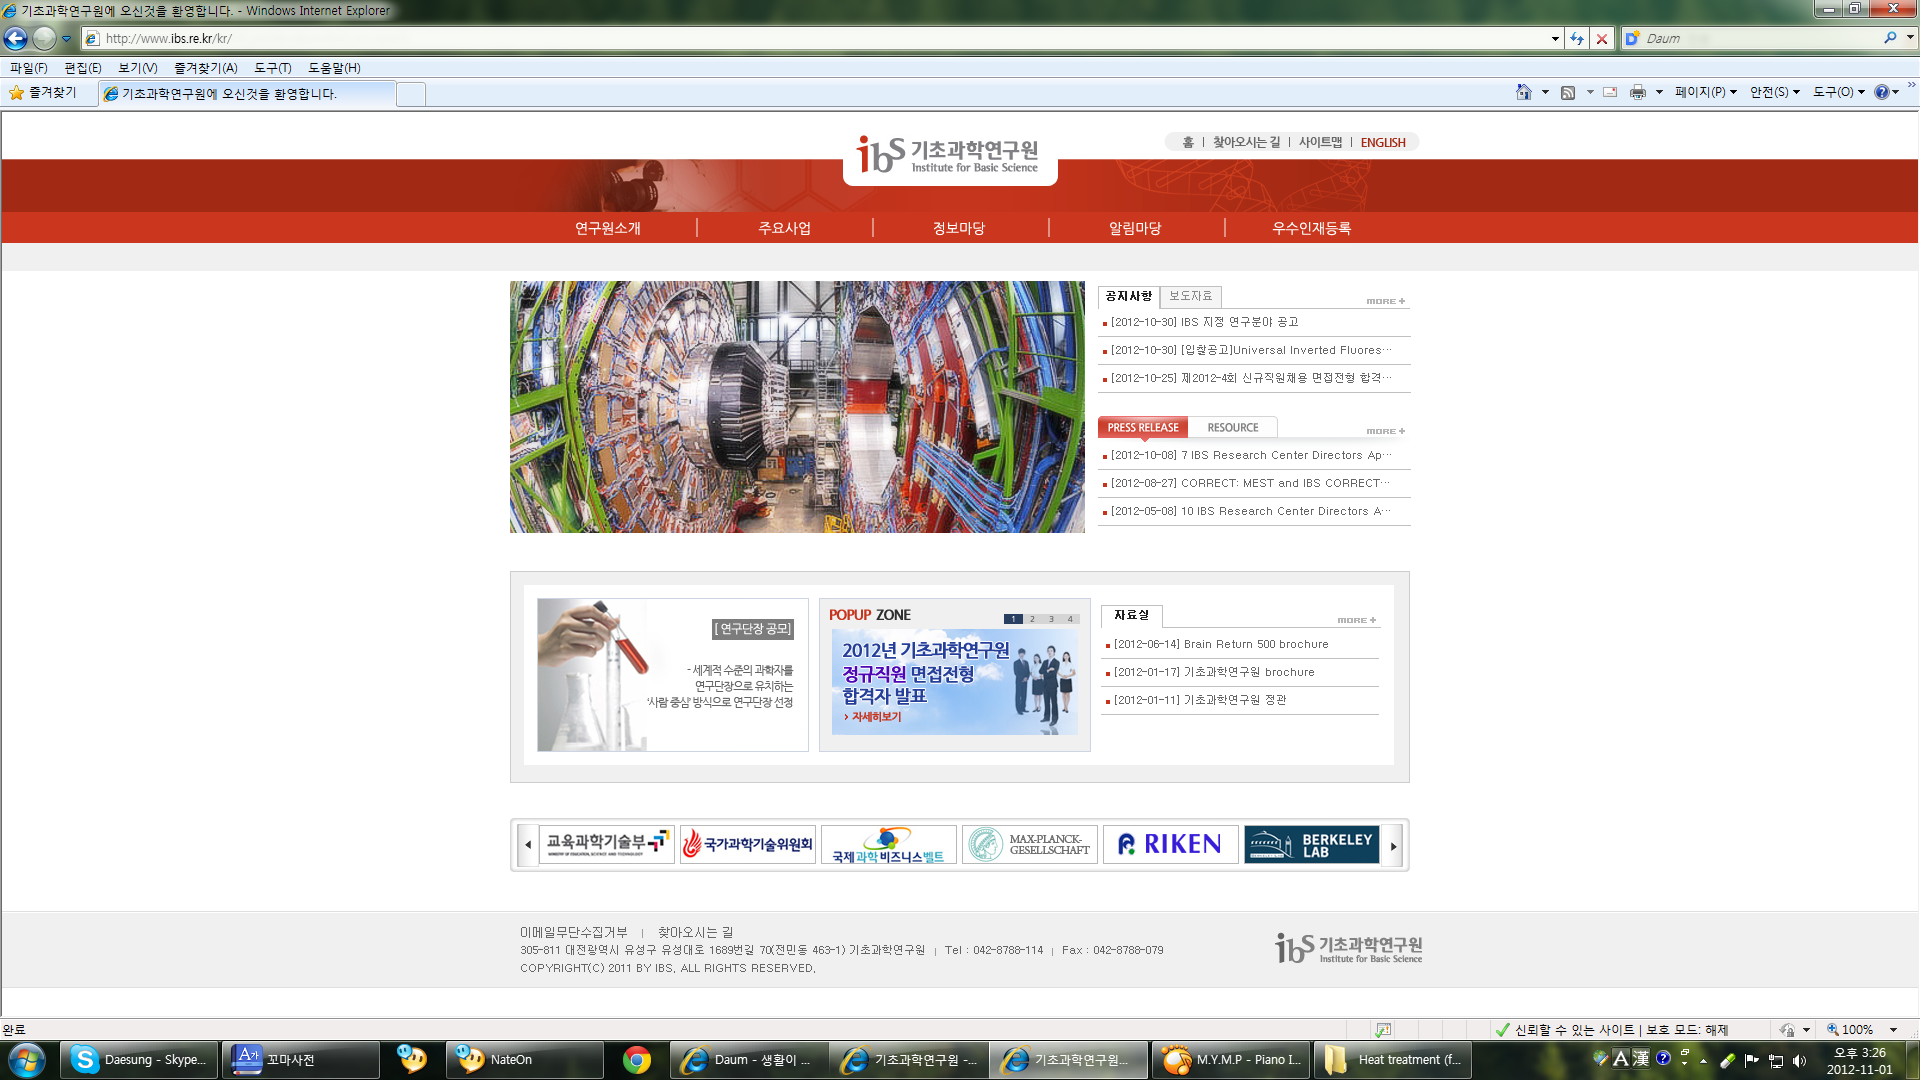 기초과학연구원에 오신것을 환영합니다. - Windows Internet Explorer
http://www.ibs.re.kr/kr/
Daum
파일(F) 편집(E) 보기(V) 즐겨찾기(A) 도구(T) 도움말(H)
즐겨찾기 기초과학연구원에 오신것을 환영합니다.
페이지(P) 안전(S) 도구(O)
ibs 기초과학연구원
Institute for Basic Science
홈 | 찾아오시는 길 | 사이트맵 | ENGLISH
연구원소개 주요사업 정보마당 알림마당 우수인재등록
공지사항 보도자료 MORE +
[2012-10-30] IBS 지정 연구분야 공고
[2012-10-30] [입찰공고]Universal Inverted Fluores…
[2012-10-25] 제2012-4회 신규직원채용 면접전형 합격…
PRESS RELEASE RESOURCE MORE +
[2012-10-08] 7 IBS Research Center Directors Ap…
[2012-08-27] CORRECT: MEST and IBS CORRECT…
[2012-05-08] 10 IBS Research Center Directors A…
[ 연구단장 공모]
- 세계적 수준의 과학자를
연구단장으로 유치하는
‘사람 중심’ 방식으로 연구단장 선정
POPUP ZONE 1 2 3 4
2012년 기초과학연구원
정규직원 면접전형
합격자 발표
› 자세히보기
자료실 MORE +
[2012-06-14] Brain Return 500 brochure
[2012-01-17] 기초과학연구원 brochure
[2012-01-11] 기초과학연구원 정관
교육과학기술부
MINISTRY OF EDUCATION, SCIENCE AND TECHNOLOGY
국가과학기술위원회
국제과학비즈니스벨트
MAX-PLANCK-
GESELLSCHAFT
RIKEN
BERKELEY
LAB
이메일무단수집거부 | 찾아오시는 길
305-811 대전광역시 유성구 유성대로 1689번길 70(전민동 463-1) 기초과학연구원 | Tel : 042-8788-114 | Fax : 042-8788-079
COPYRIGHT(C) 2011 BY IBS. ALL RIGHTS RESERVED.
ibs 기초과학연구원
Institute for Basic Science
완료
신뢰할 수 있는 사이트 | 보호 모드: 해제
100%
Daesung - Skype...
꼬마사전
NateOn
Daum - 생활이 ...
기초과학연구원 -...
기초과학연구원...
M.Y.M.P - Piano I...
Heat treatment (f...
A 漢
오후 3:26
2012-11-01